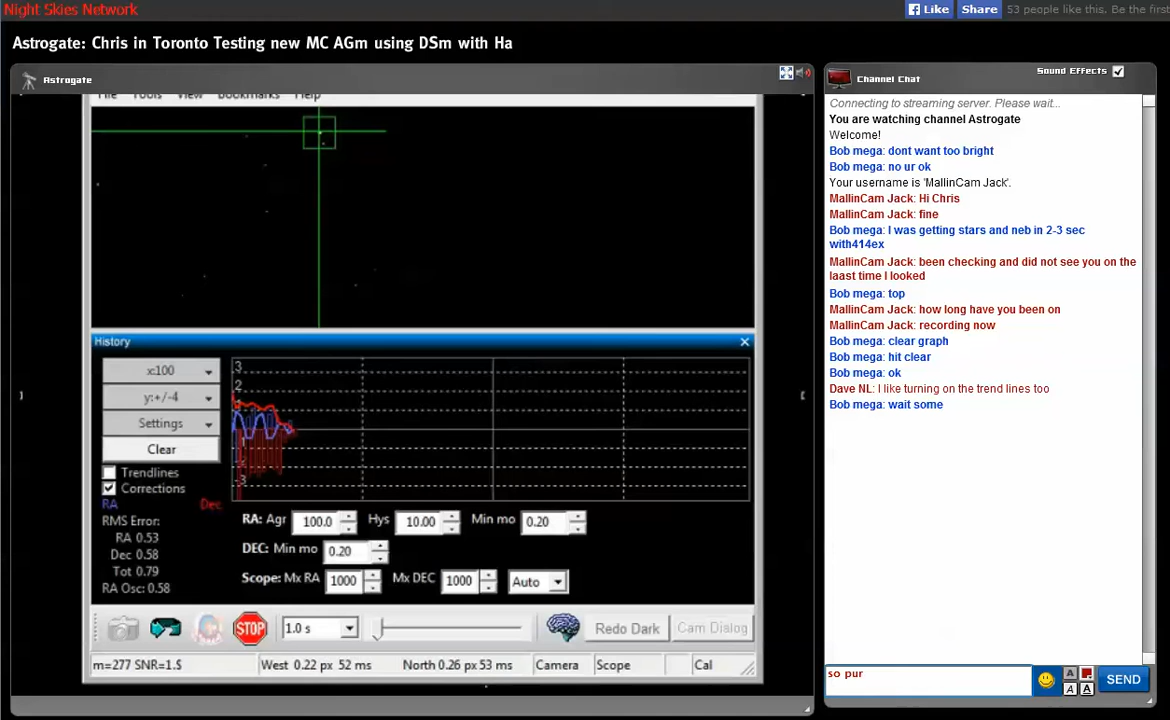 Night Skies Network
Like
Share
53 people like this. Be the first
Astrogate: Chris in Toronto Testing new MC AGm using DSm with Ha
Astrogate
File Tools View Bookmarks Help
History
x:100
y:+/-4
Settings
Clear
Trendlines
Corrections
RA Dec
RMS Error:
RA 0.53
Dec 0.58
Tot 0.79
RA Osc: 0.58
3
2
1
1
-2
-3
RA: Agr 100.0 Hys 10.00 Min mo 0.20
DEC: Min mo 0.20
Scope: Mx RA 1000 Mx DEC 1000 Auto
STOP
1.0 s
Redo Dark
Cam Dialog
m=277 SNR=1.$
West 0.22 px 52 ms North 0.26 px 53 ms
Camera
Scope
Cal
Channel Chat
Sound Effects
Connecting to streaming server. Please wait...
You are watching channel Astrogate
Welcome!
Bob mega: dont want too bright
Bob mega: no ur ok
Your username is 'MallinCam Jack'.
MallinCam Jack: Hi Chris
MallinCam Jack: fine
Bob mega: I was getting stars and neb in 2-3 sec
with414ex
MallinCam Jack: been checking and did not see you on the
laast time I looked
Bob mega: top
MallinCam Jack: how long have you been on
MallinCam Jack: recording now
Bob mega: clear graph
Bob mega: hit clear
Bob mega: ok
Dave NL: I like turning on the trend lines too
Bob mega: wait some
so pur
A
A A
SEND